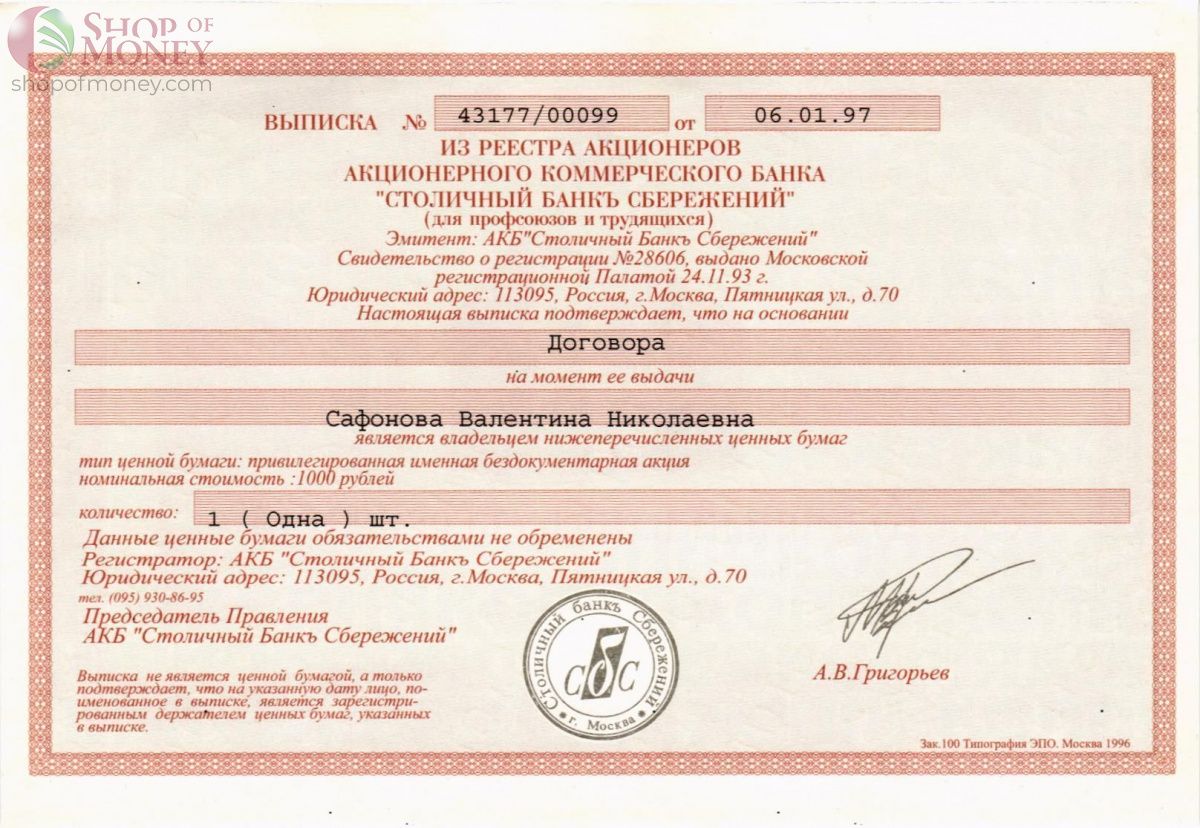 SHOP OF
MONEY
shopofmoney.com
ВЫПИСКА № 43177/00099 от 06.01.97
ИЗ РЕЕСТРА АКЦИОНЕРОВ
АКЦИОНЕРНОГО КОММЕРЧЕСКОГО БАНКА
"СТОЛИЧНЫЙ БАНКЪ СБЕРЕЖЕНИЙ"
(для профсоюзов и трудящихся)
Эмитент: АКБ"Столичный Банкъ Сбережений"
Свидетельство о регистрации №28606, выдано Московской
регистрационной Палатой 24.11.93 г.
Юридический адрес: 113095, Россия, г.Москва, Пятницкая ул., д.70
Настоящая выписка подтверждает, что на основании
Договора
на момент ее выдачи
Сафонова Валентина Николаевна
является владельцем нижеперечисленных ценных бумаг
тип ценной бумаги: привилегированная именная бездокументарная акция
номинальная стоимость :1000 рублей
количество: 1 ( Одна ) шт.
Данные ценные бумаги обязательствами не обременены
Регистратор: АКБ "Столичный Банкъ Сбережений"
Юридический адрес: 113095, Россия, г.Москва, Пятницкая ул., д.70
тел. (095) 930-86-95
Председатель Правления
АКБ "Столичный Банкъ Сбережений"
Столичный банкъ Сбережений
СБС
г. Москва
А.В.Григорьев
Выписка не является ценной бумагой, а только
подтверждает, что на указанную дату лицо, по-
именованное в выписке, является зарегистри-
рованным держателем ценных бумаг, указанных
в выписке.
Зак.100 Типография ЭПО. Москва 1996